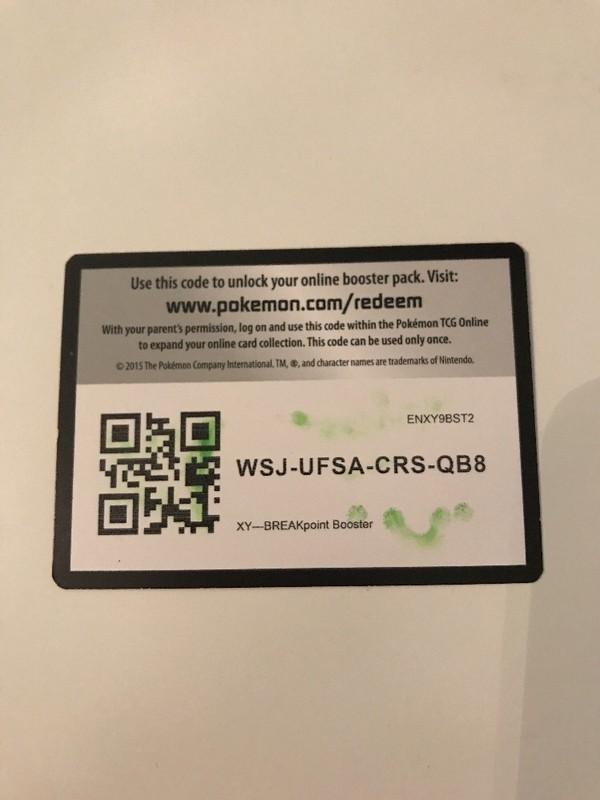 Use this code to unlock your online booster pack. Visit:
www.pokemon.com/redeem
With your parent's permission, log on and use this code within the Pokémon TCG Online
to expand your online card collection. This code can be used only once.
© 2015 The Pokémon Company International. TM, ®, and character names are trademarks of Nintendo.
ENXY9BST2
WSJ-UFSA-CRS-QB8
XY—BREAKpoint Booster